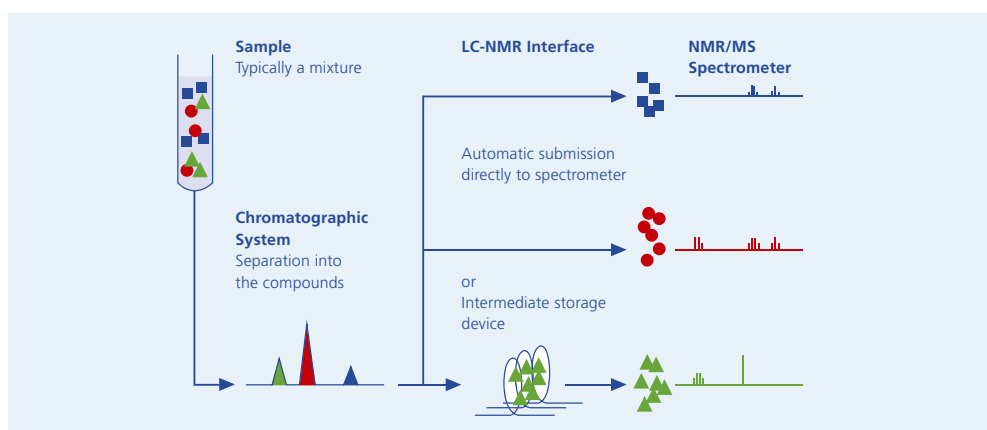 Sample
Typically a mixture
LC-NMR Interface
NMR/MS
Spectrometer
Automatic submission
directly to spectrometer
Chromatographic
System
Separation into
the compounds
or
Intermediate storage
device